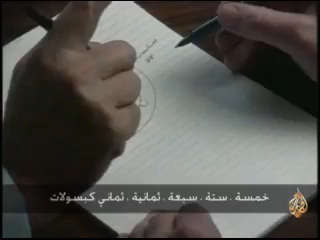 خمسة ، ستة ، سبعة ، ثمانية ، ثماني كبسولات